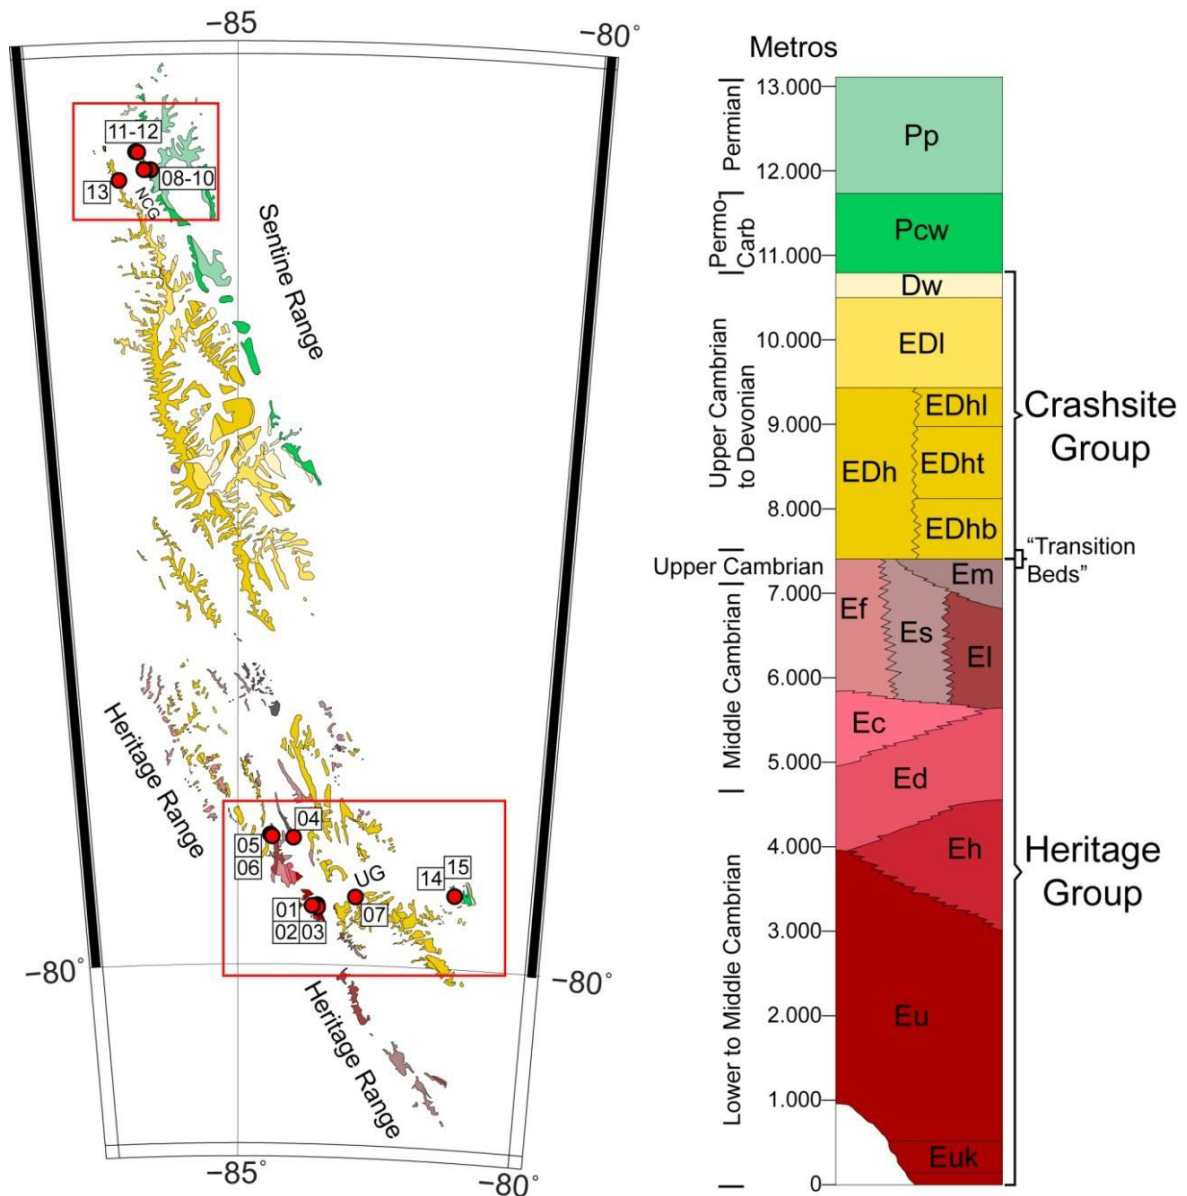 −85
−80°
11-12
13
08-10
NCG
Sentine Range
Heritage Range
04
05
06
UG
14
15
01
02
03
07
−80°
−80°
Heritage Range
−85
−80°
Metros
13.000
12.000
11.000
10.000
9.000
8.000
7.000
6.000
5.000
4.000
3.000
2.000
1.000
0
Permian
Permo
Carb
Upper Cambrian
to Devonian
Upper Cambrian
Middle Cambrian
Lower to Middle Cambrian
Pp
Pcw
Dw
EDl
EDhl
EDh
EDht
EDhb
Em
Ef
Es
El
Ec
Ed
Eh
Eu
Euk
Crashsite
Group
“Transition
Beds”
Heritage
Group